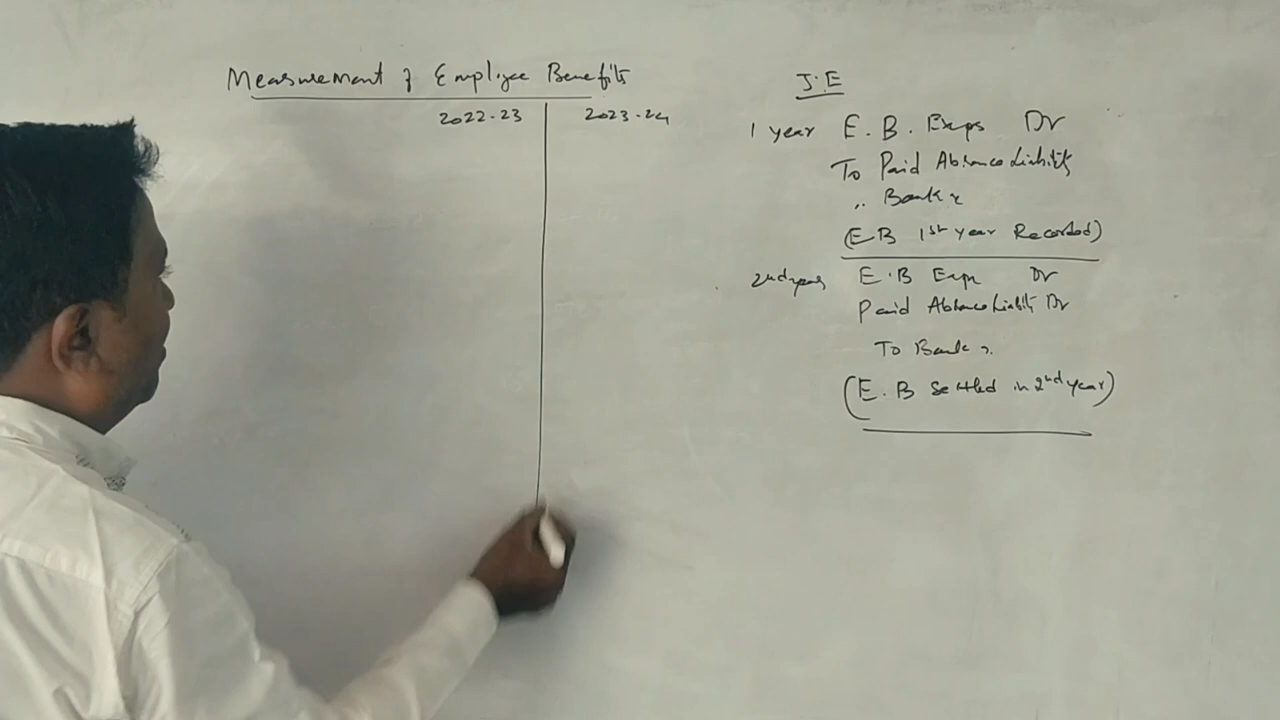 Measurement of Employee Benefits
2022-23 2023-24
J.E
1 year E. B. Exps Dr
To Paid Absence Liability
,, Bank
(E B 1st year Recorded)
2nd year E.B Exp Dr
Paid Absence Liability Dr
To Bank
(E. B Settled in 2nd year)